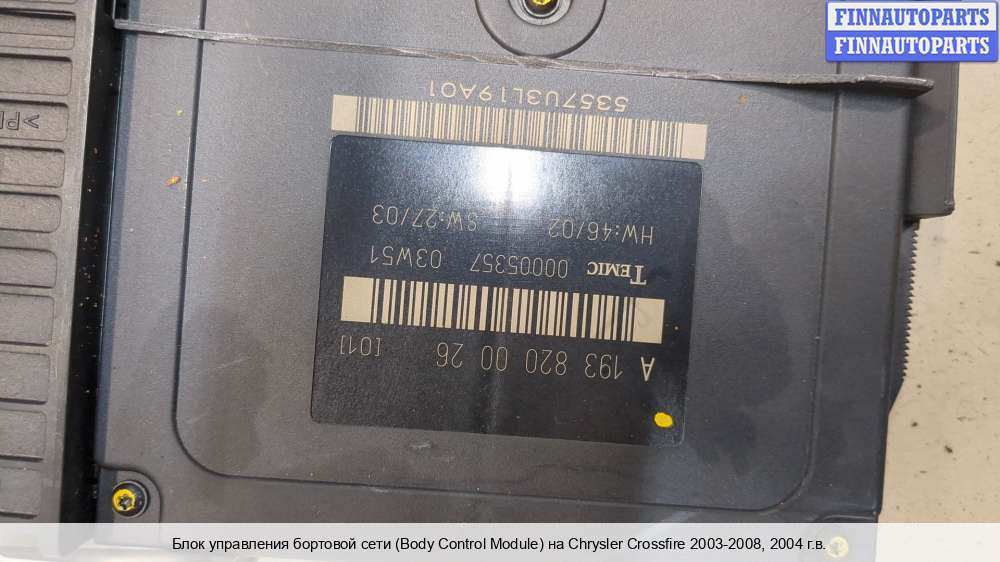 FINNAUTOPARTS
FINNAUTOPARTS
A 193 820 00 26 [01]
TEMIC 00005357 03W51
HW:46/02 SW:27/03
5357U3L19A01
Блок управления бортовой сети (Body Control Module) на Chrysler Crossfire 2003-2008, 2004 г.в.